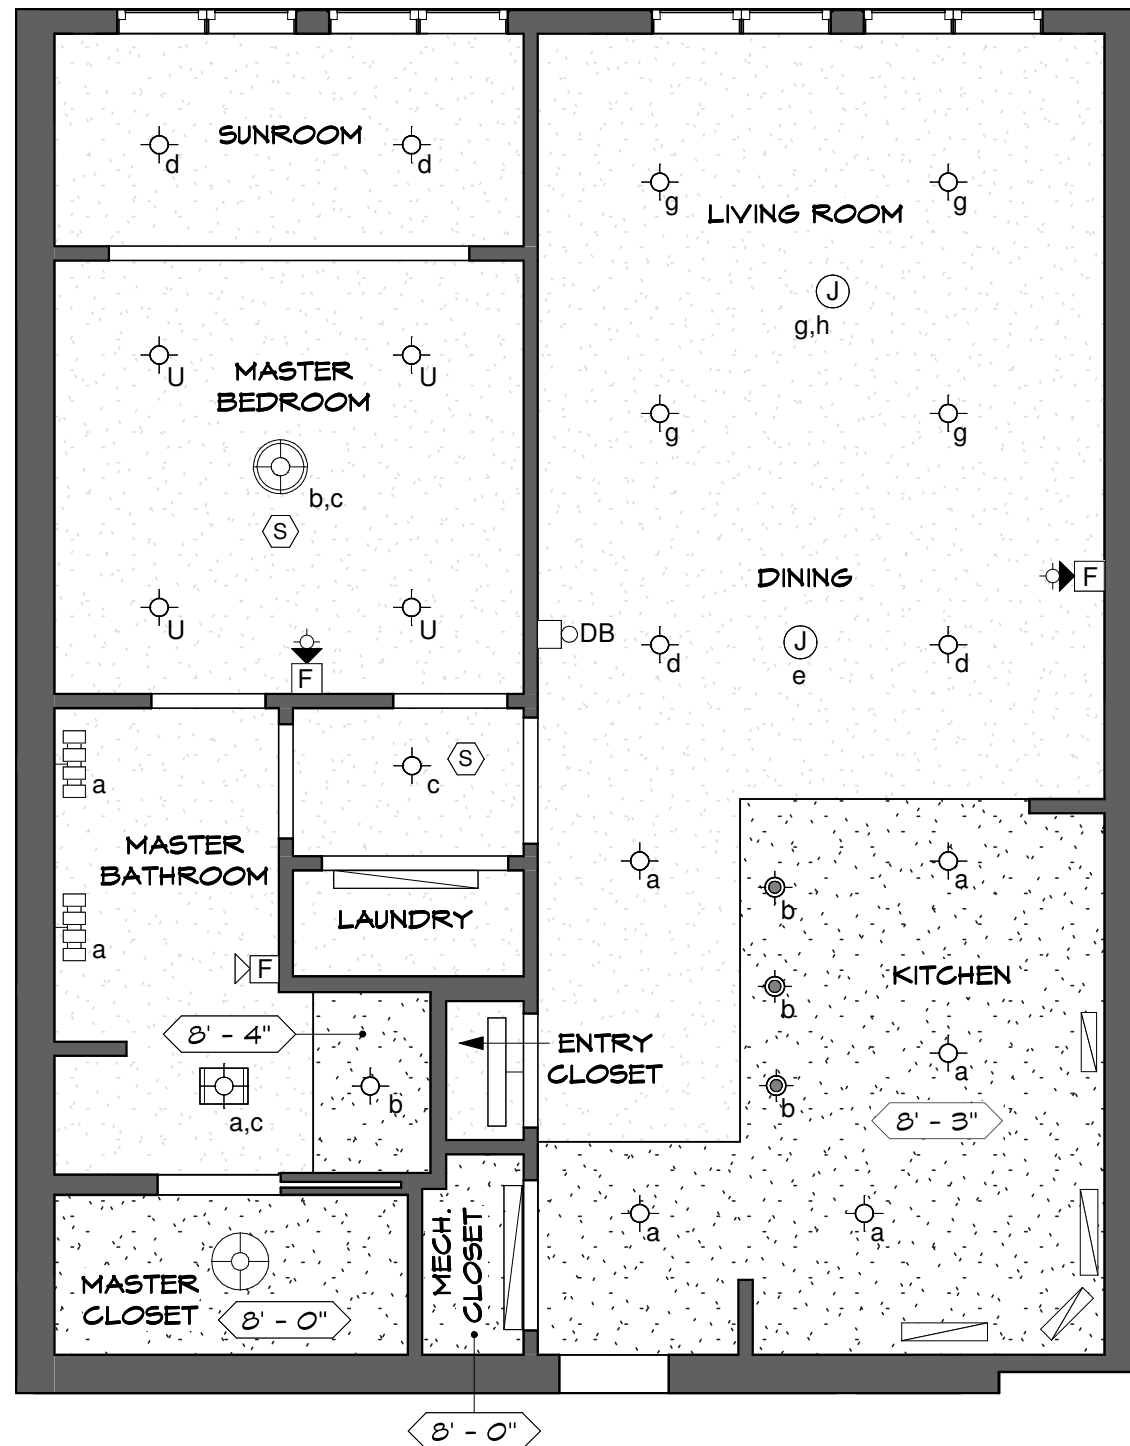 SUNROOM
d
d
g
g
LIVING ROOM
J
g,h
U
U
MASTER
BEDROOM
g
g
b,c
S
DINING
F
U
U
DB
d
J
e
d
F
a
c
S
MASTER
BATHROOM
a
a
b
LAUNDRY
a
F
KITCHEN
b
8' - 4"
ENTRY
CLOSET
a
b
a,c
b
8' - 3"
a
a
MECH.
CLOSET
MASTER
CLOSET
8' - 0"
8' - 0"